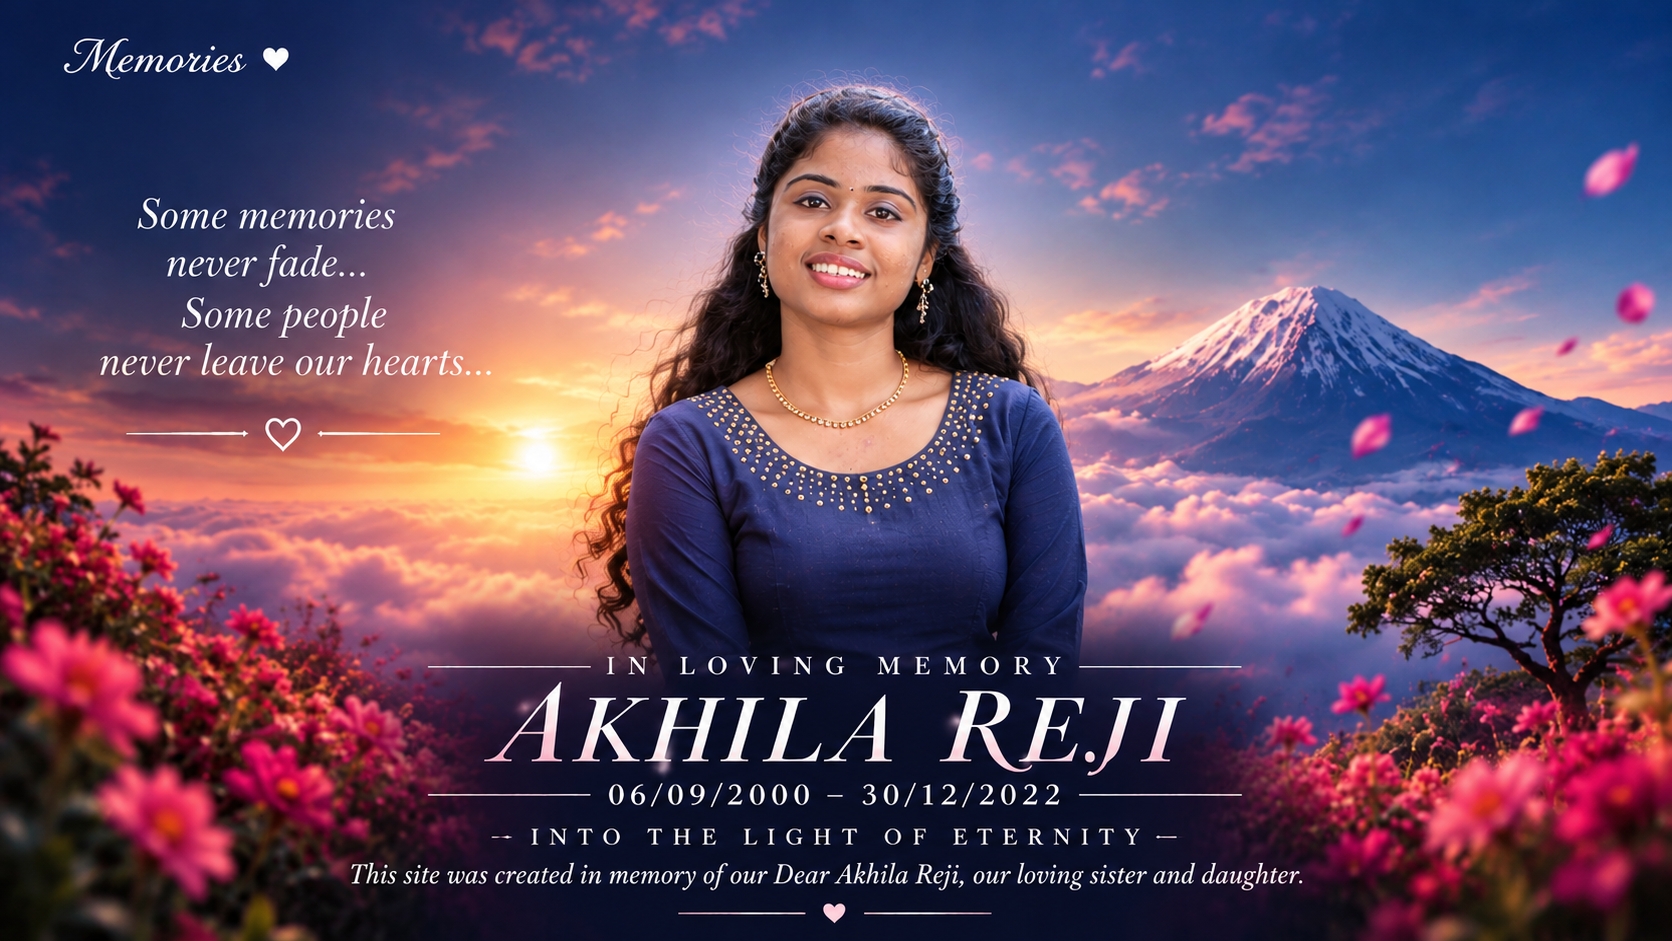 Memories
Some memories
never fade...
Some people
never leave our hearts...
IN LOVING MEMORY
AKHILA REJI
06/09/2000 – 30/12/2022
INTO THE LIGHT OF ETERNITY
This site was created in memory of our Dear Akhila Reji, our loving sister and daughter.